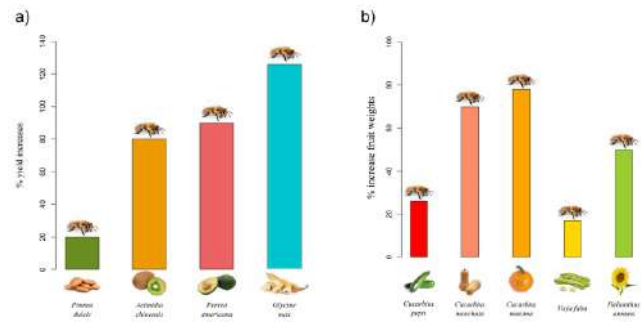 a)
% yield increases
140
120
100
80
60
40
20
0
Prunus
dulcis
Actinidia
chinensis
Persea
americana
Glycine
max
b)
% increase fruit weights
100
80
60
40
20
0
Cucurbita
pepo
Cucurbita
moschata
Cucurbita
maxima
Vicia faba
Helianthus
annuus